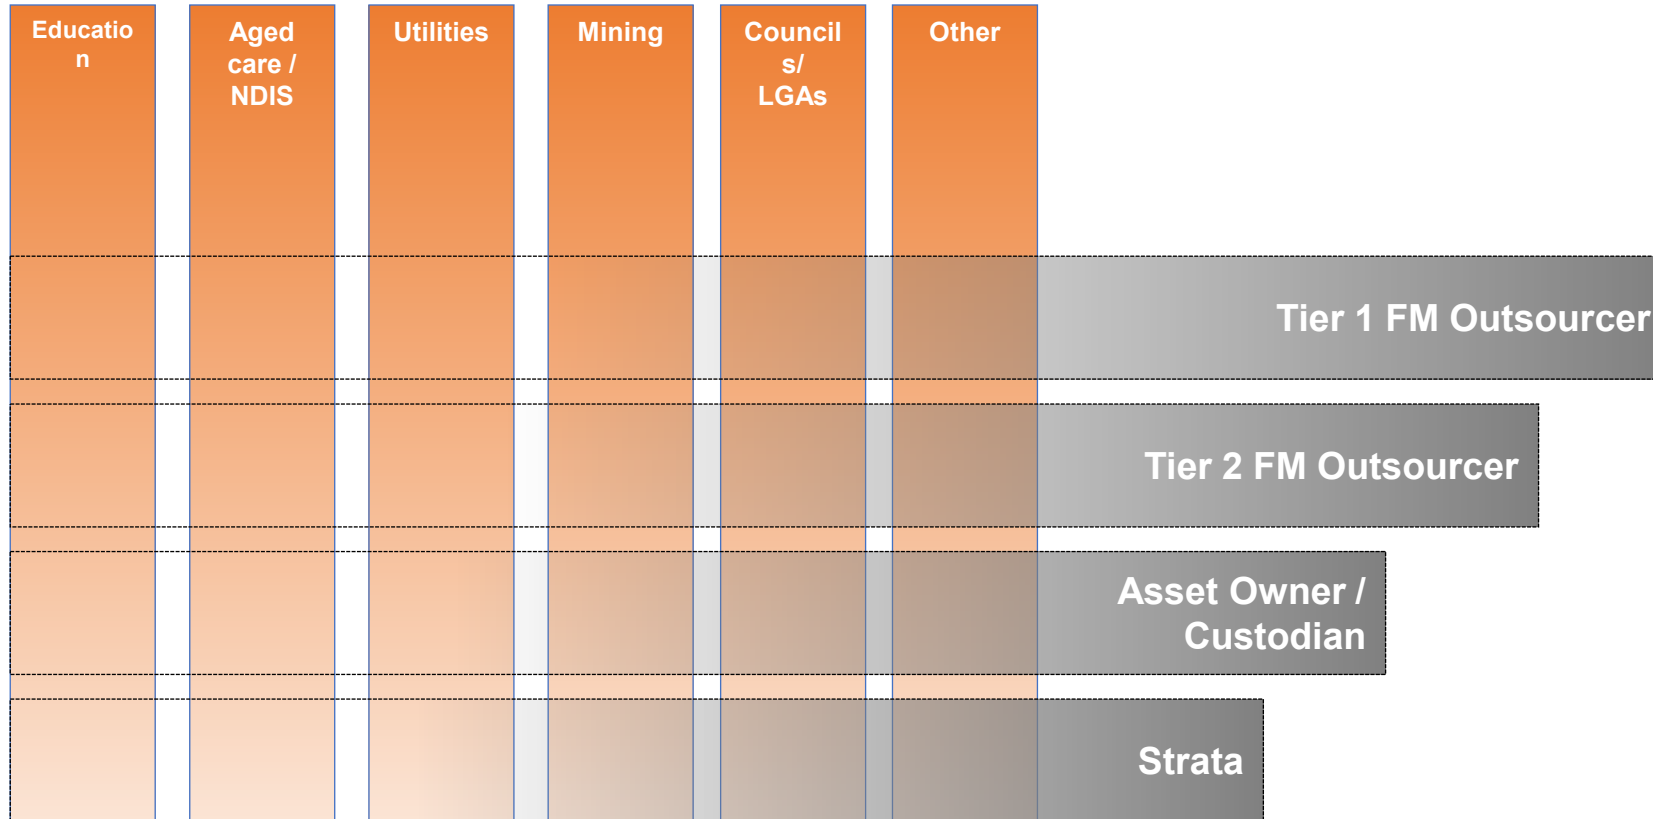 Educatio
n
Aged
care /
NDIS
Utilities
Mining
Council
s/
LGAs
Other
Tier 1 FM Outsourcer
Tier 2 FM Outsourcer
Asset Owner /
Custodian
Strata